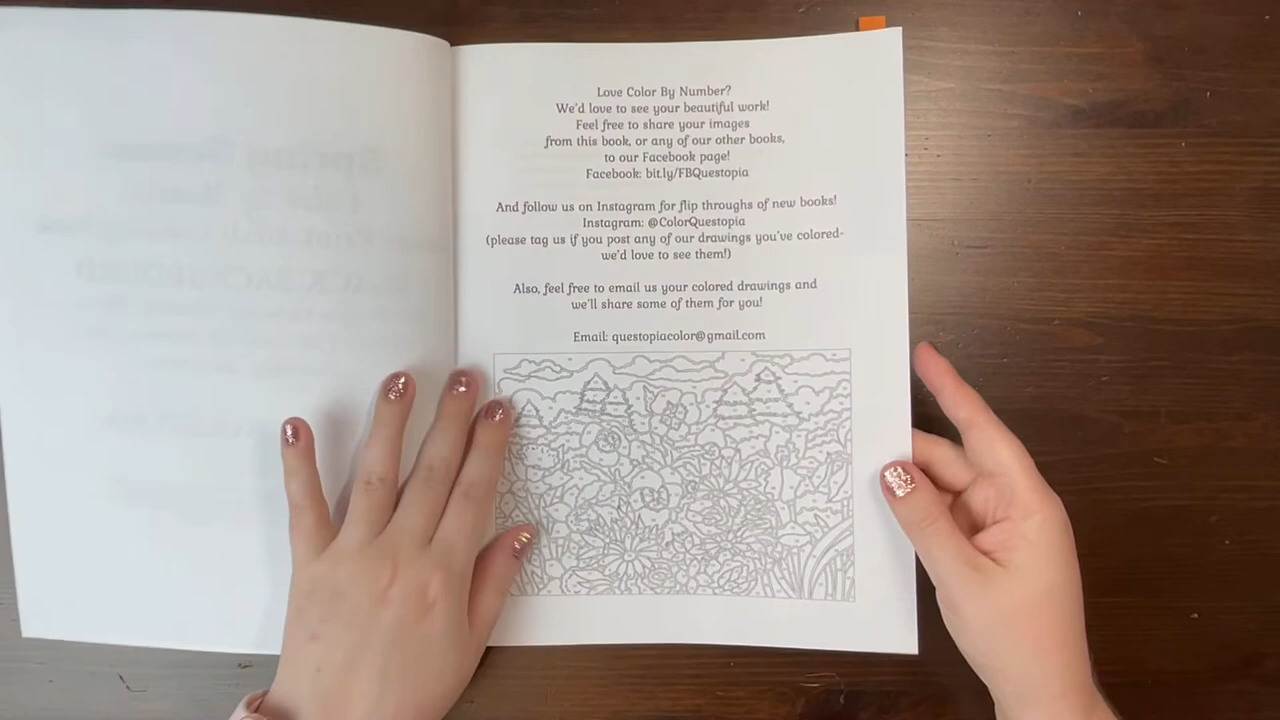 Love Color By Number?
We'd love to see your beautiful work!
Feel free to share your images
from this book, or any of our other books,
to our Facebook page!
Facebook: bit.ly/FBQuestopia
And follow us on Instagram for flip throughs of new books!
Instagram: @ColorQuestopia
(please tag us if you post any of our drawings you've colored-
we'd love to see them!)
Also, feel free to email us your colored drawings and
we'll share some of them for you!
Email: questopiacolor@gmail.com